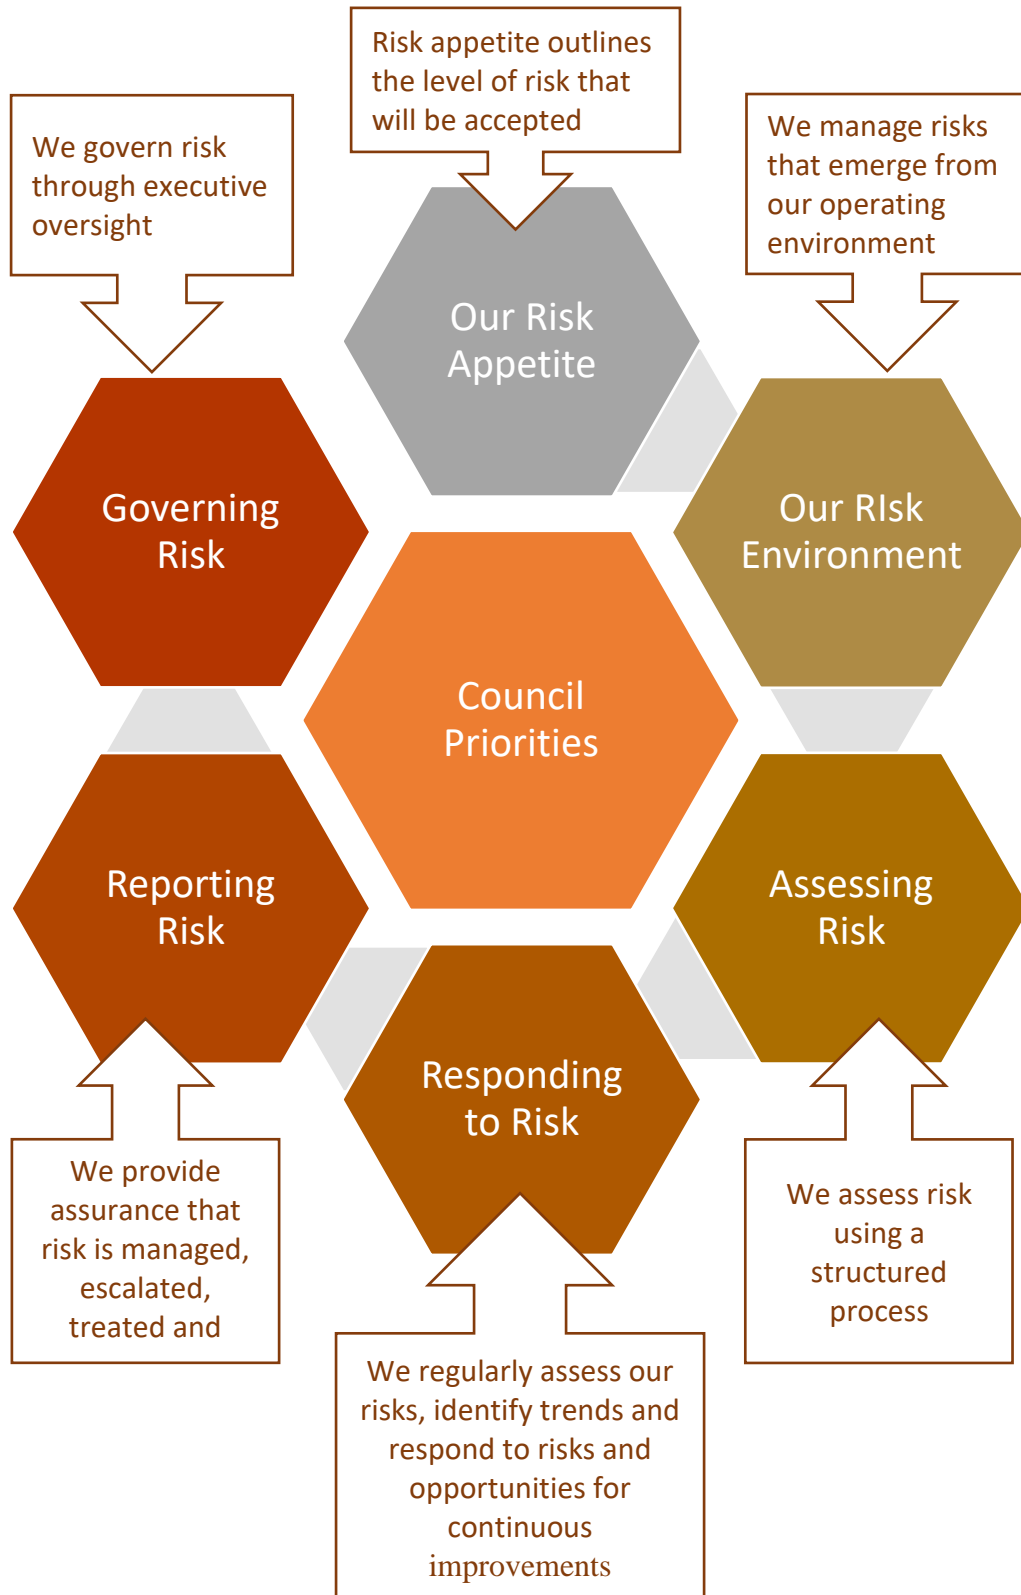 Risk appetite outlines
the level of risk that
will be accepted
We govern risk
through executive
oversight
We manage risks
that emerge from
our operating
environment
Our Risk
Appetite
Governing
Risk
Our RIsk
Environment
Council
Priorities
Reporting
Risk
Assessing
Risk
Responding
to Risk
We provide
assurance that
risk is managed,
escalated,
treated and
We assess risk
using a
structured
process
We regularly assess our
risks, identify trends and
respond to risks and
opportunities for
continuous
improvements